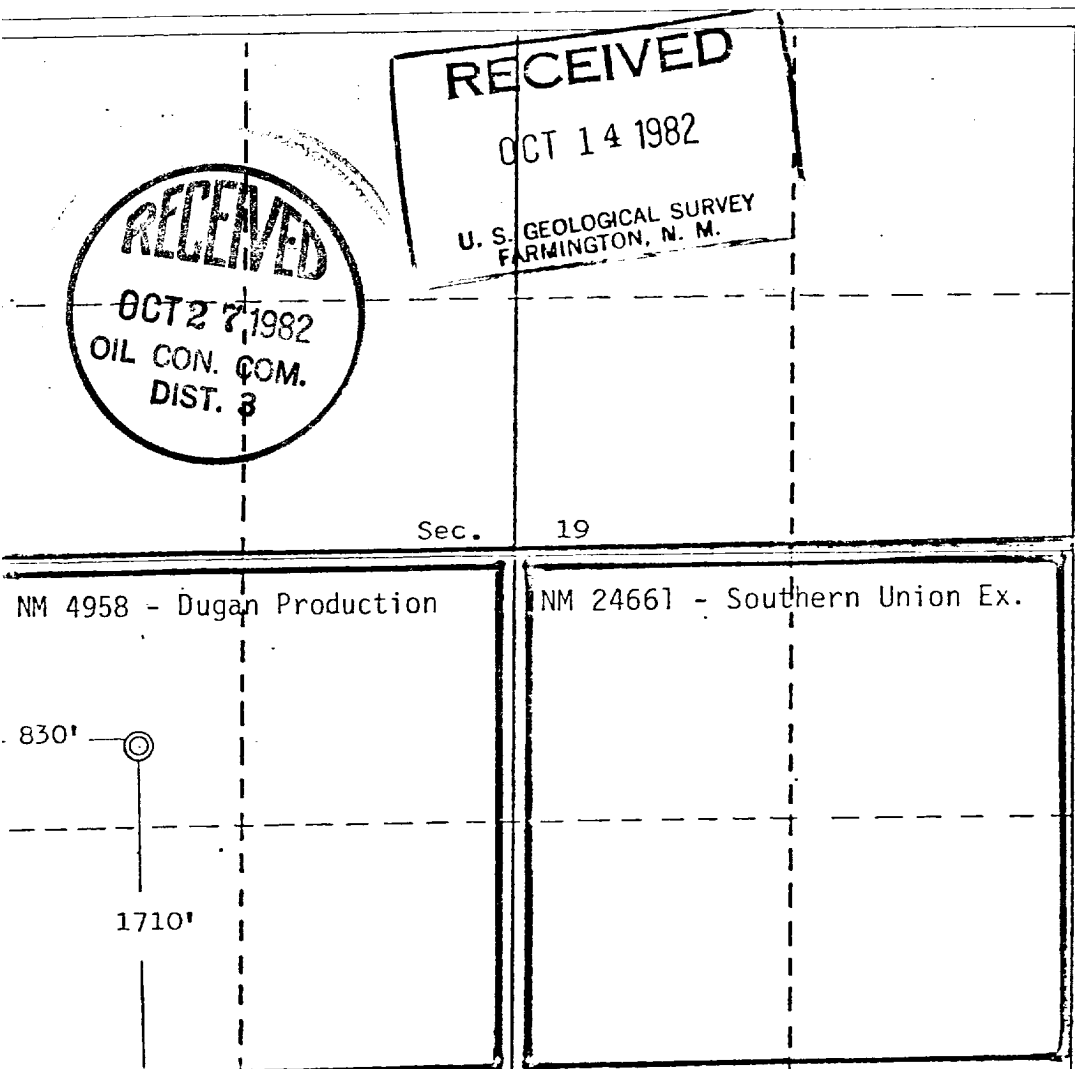 RECEIVED
OCT 14 1982
U. S. GEOLOGICAL SURVEY
FARMINGTON, N. M.
RECEIVED
OCT 27 1982
OIL CON. COM.
DIST. 3
Sec. 19
NM 4958 - Dugan Production
NM 24661 - Southern Union Ex.
830'
1710'